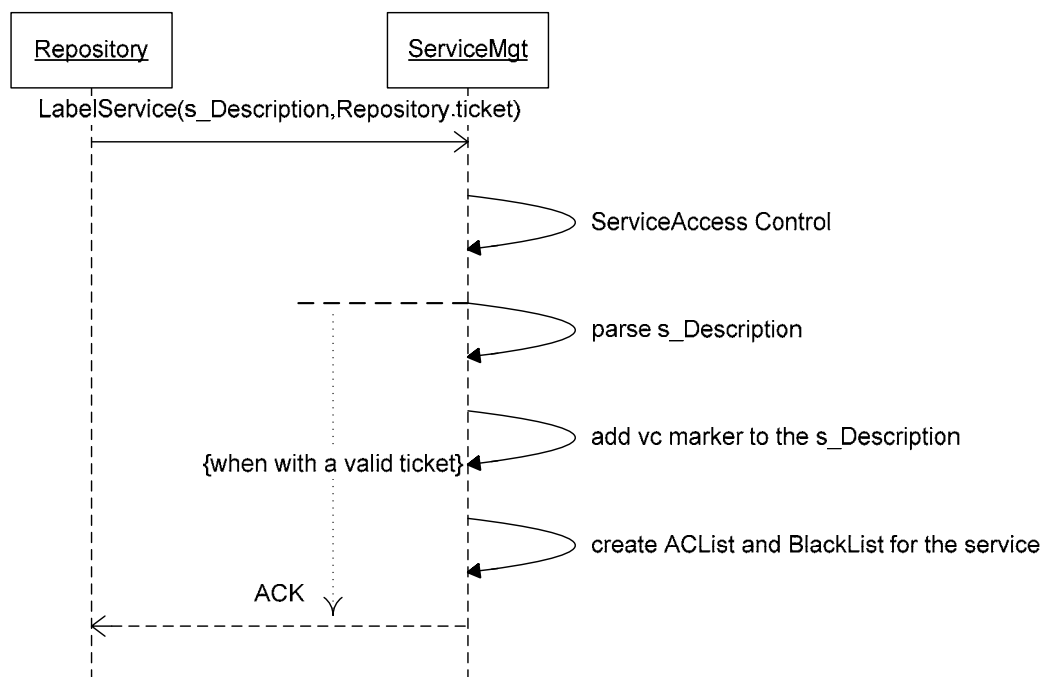 Repository
ServiceMgt
LabelService(s_Description,Repository.ticket)
ServiceAccess Control
parse s_Description
add vc marker to the s_Description
{when with a valid ticket}
create ACList and BlackList for the service
ACK